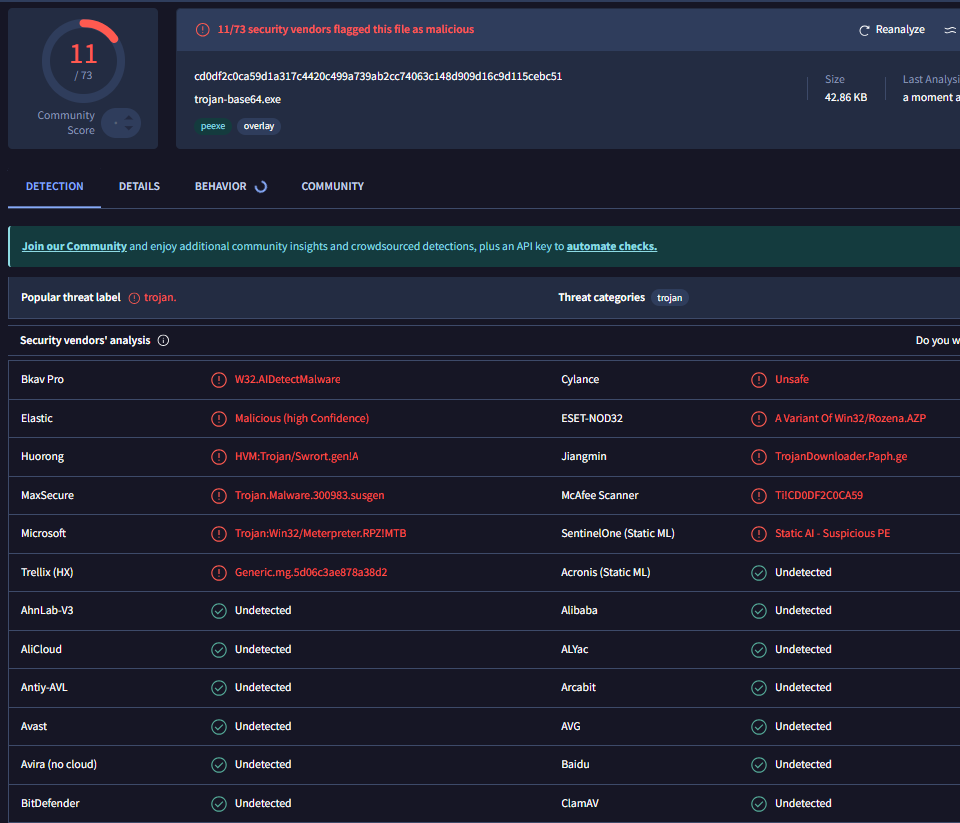 11
/ 73
Community
Score
11/73 security vendors flagged this file as malicious
Reanalyze
cd0df2c0ca59d1a317c4420c499a739ab2cc74063c148d909d16c9d115cebc51
trojan-base64.exe
peexe overlay
Size
42.86 KB
Last Analysi
a moment a
DETECTION DETAILS BEHAVIOR COMMUNITY
Join our Community and enjoy additional community insights and crowdsourced detections, plus an API key to automate checks.
Popular threat label trojan. Threat categories trojan
Security vendors' analysis Do you w
Bkav Pro W32.AIDetectMalware Cylance Unsafe
Elastic Malicious (high Confidence) ESET-NOD32 A Variant Of Win32/Rozena.AZP
Huorong HVM:Trojan/Swrort.gen!A Jiangmin TrojanDownloader.Paph.ge
MaxSecure Trojan.Malware.300983.susgen McAfee Scanner Ti!CD0DF2C0CA59
Microsoft Trojan:Win32/Meterpreter.RPZ!MTB SentinelOne (Static ML) Static AI - Suspicious PE
Trellix (HX) Generic.mg.5d06c3ae878a38d2 Acronis (Static ML) Undetected
AhnLab-V3 Undetected Alibaba Undetected
AliCloud Undetected ALYac Undetected
Antiy-AVL Undetected Arcabit Undetected
Avast Undetected AVG Undetected
Avira (no cloud) Undetected Baidu Undetected
BitDefender Undetected ClamAV Undetected